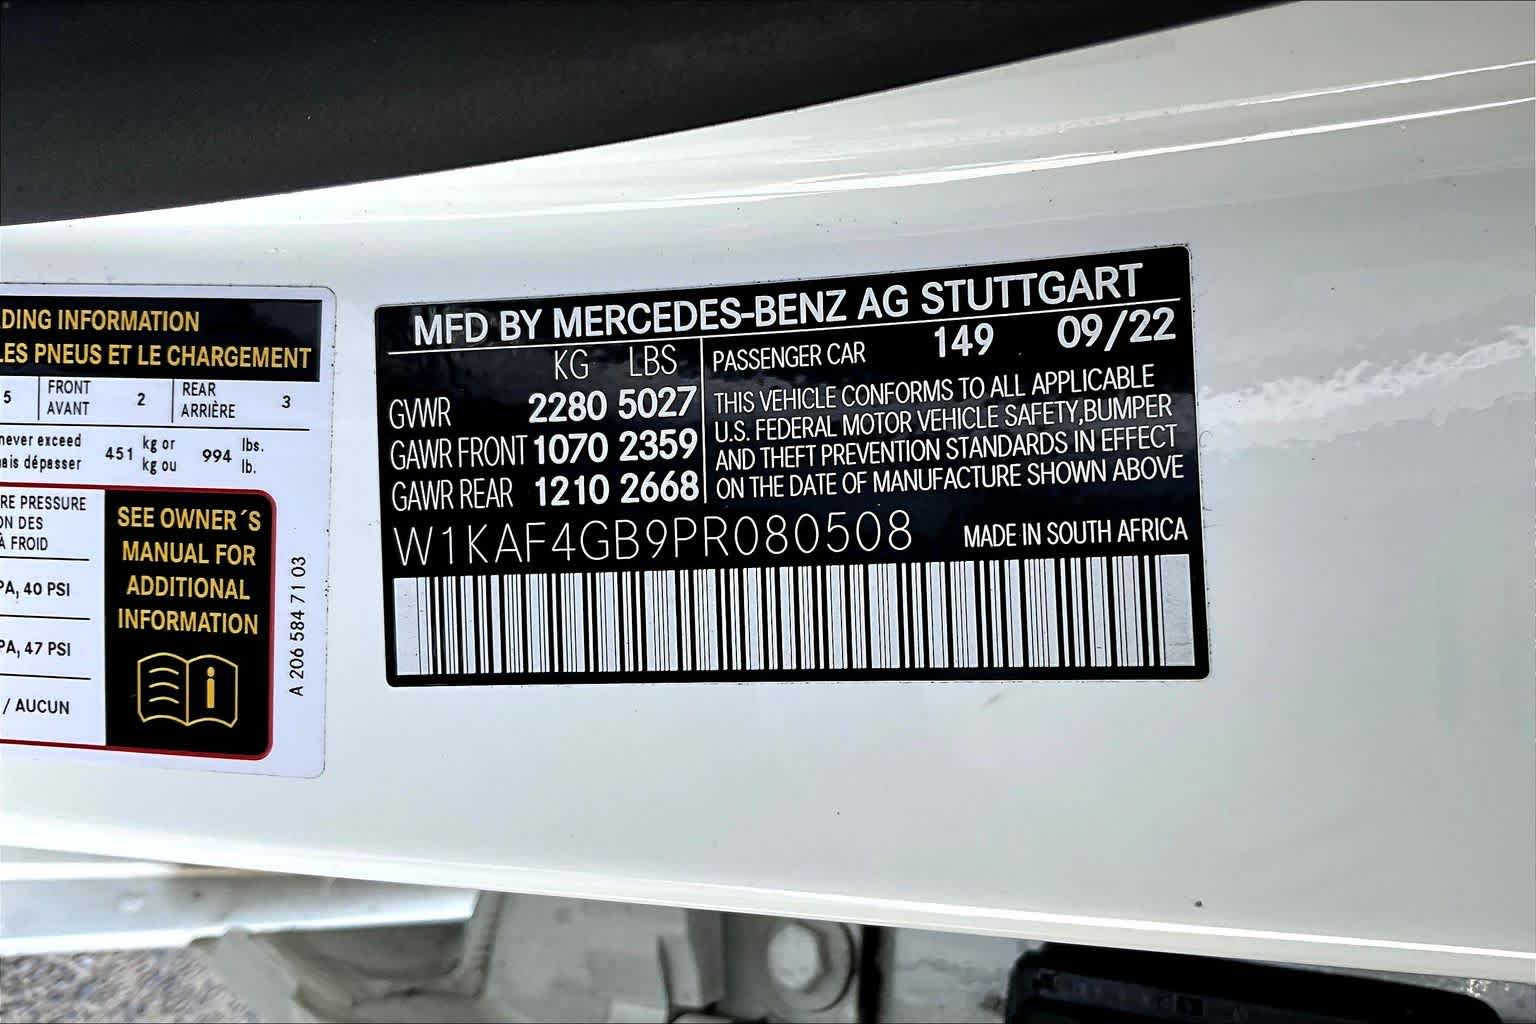 DING INFORMATION
LES PNEUS ET LE CHARGEMENT
5 FRONT AVANT 2 REAR ARRIÈRE 3
never exceed 451 kg or 994 lbs.
ais dépasser kg ou lb.
RE PRESSURE
ON DES
À FROID
PA, 40 PSI
PA, 47 PSI
/ AUCUN
SEE OWNER´S
MANUAL FOR
ADDITIONAL
INFORMATION
A 206 584 71 03
MFD BY MERCEDES-BENZ AG STUTTGART
KG LBS
GVWR 2280 5027
GAWR FRONT 1070 2359
GAWR REAR 1210 2668
PASSENGER CAR 149 09/22
THIS VEHICLE CONFORMS TO ALL APPLICABLE
U.S. FEDERAL MOTOR VEHICLE SAFETY,BUMPER
AND THEFT PREVENTION STANDARDS IN EFFECT
ON THE DATE OF MANUFACTURE SHOWN ABOVE
W1KAF4GB9PR080508
MADE IN SOUTH AFRICA